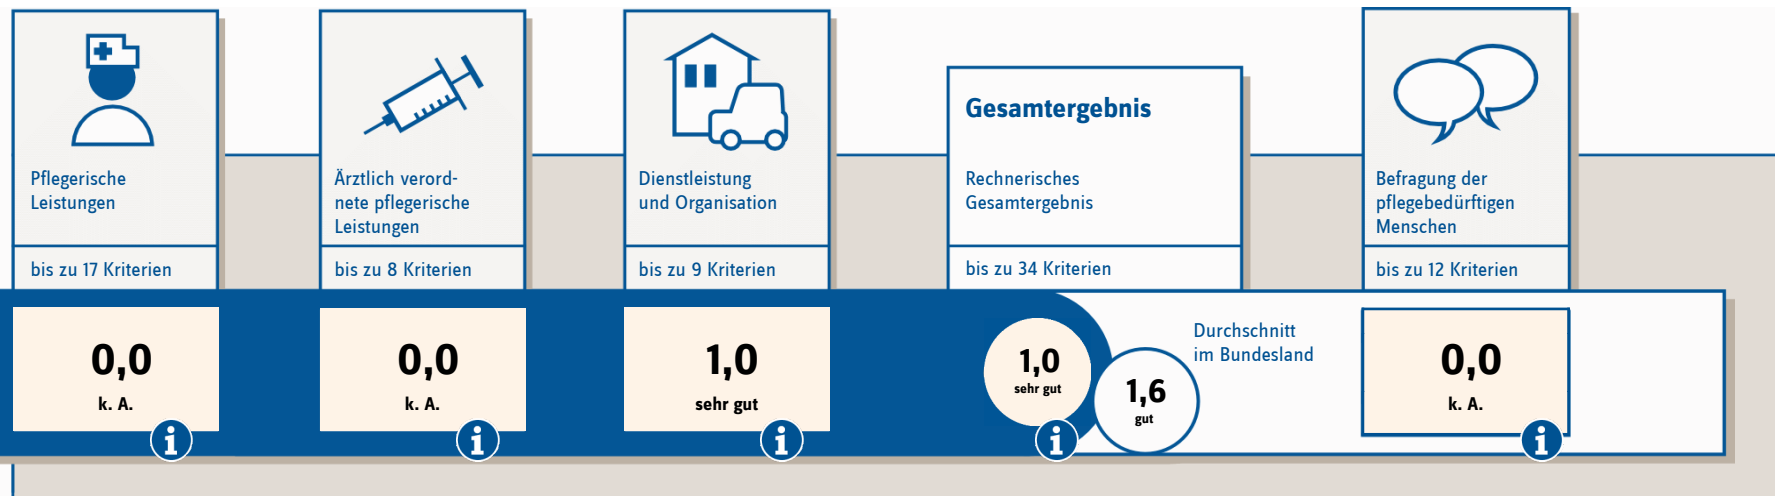 Pflegerische
Leistungen
bis zu 17 Kriterien
0,0
k. A.
i
Ärztlich verord-
nete pflegerische
Leistungen
bis zu 8 Kriterien
0,0
k. A.
i
Dienstleistung
und Organisation
bis zu 9 Kriterien
1,0
sehr gut
i
Gesamtergebnis
Rechnerisches
Gesamtergebnis
bis zu 34 Kriterien
1,0
sehr gut
i
1,6
gut
Durchschnitt
im Bundesland
Befragung der
pflegebedürftigen
Menschen
bis zu 12 Kriterien
0,0
k. A.
i